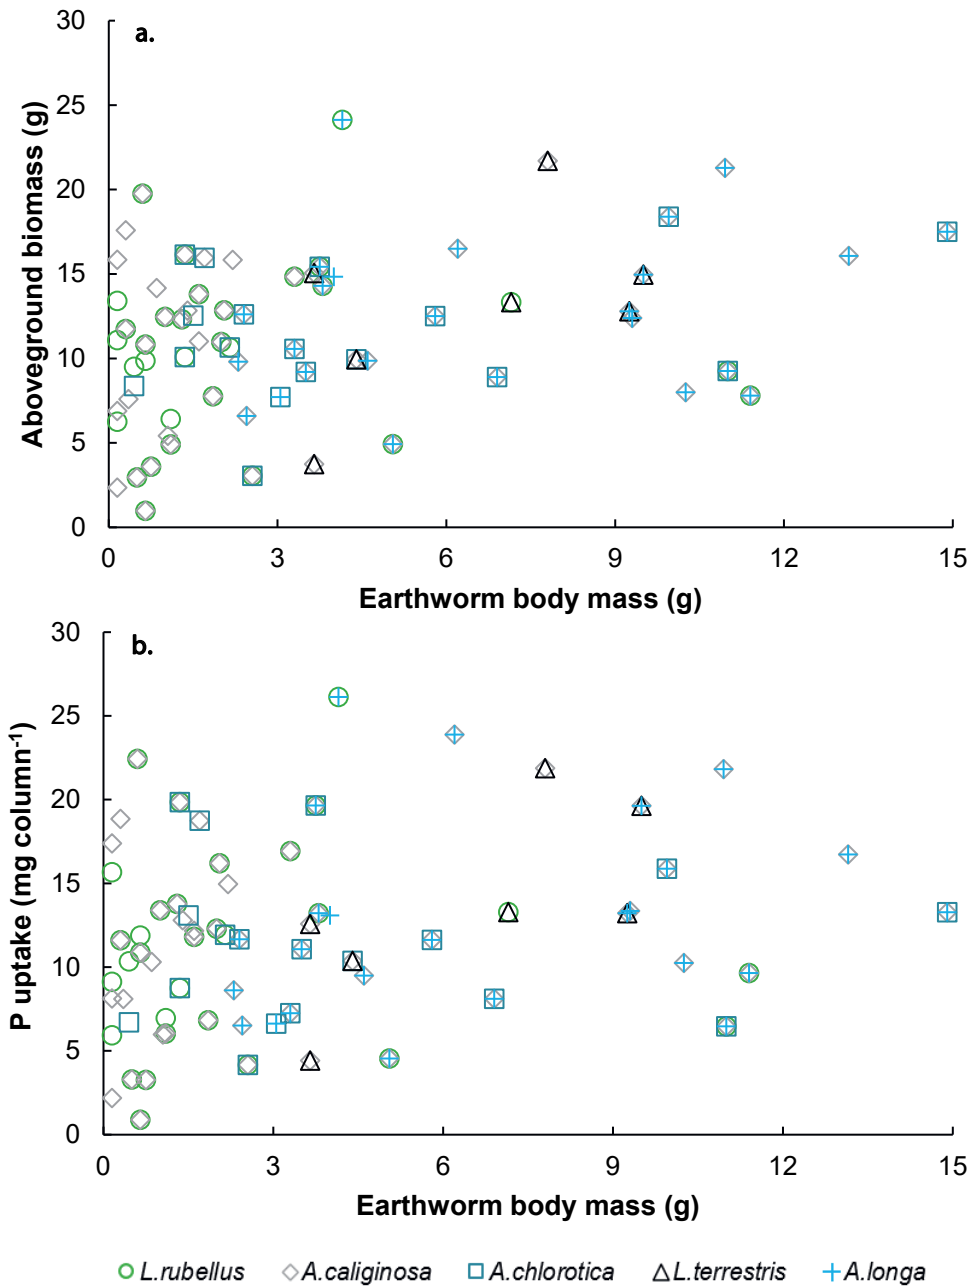 a.
30
25
20
15
10
5
0
Aboveground biomass (g)
0 3 6 9 12 15
Earthworm body mass (g)
b.
30
25
20
15
10
5
0
P uptake (mg column-1)
0 3 6 9 12 15
Earthworm body mass (g)
L.rubellus A.caliginosa A.chlorotica L.terrestris A.longa